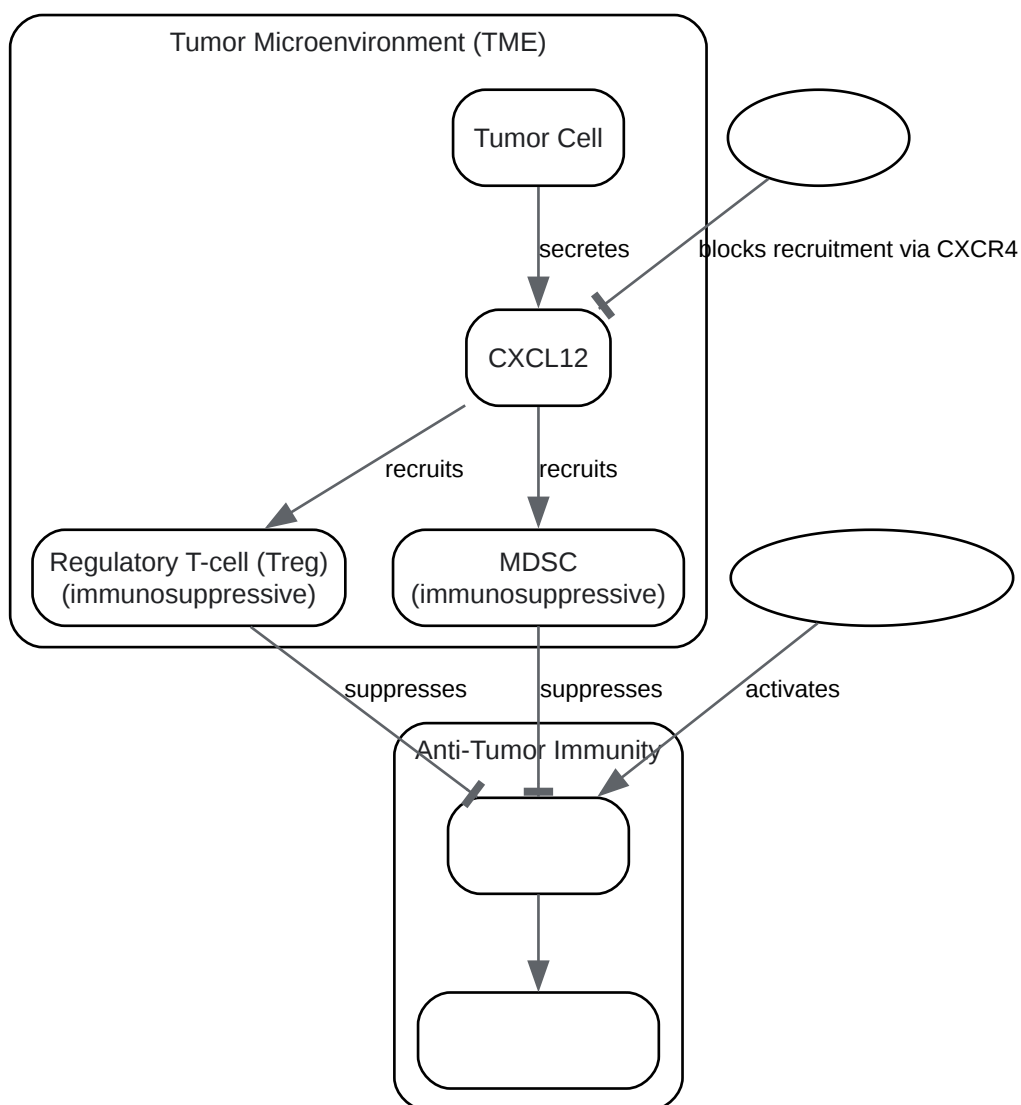 Tumor Microenvironment (TME)
Tumor Cell
secretes
blocks recruitment via CXCR4
CXCL12
recruits
recruits
Regulatory T-cell (Treg)
(immunosuppressive)
MDSC
(immunosuppressive)
suppresses
suppresses
activates
Anti-Tumor Immunity